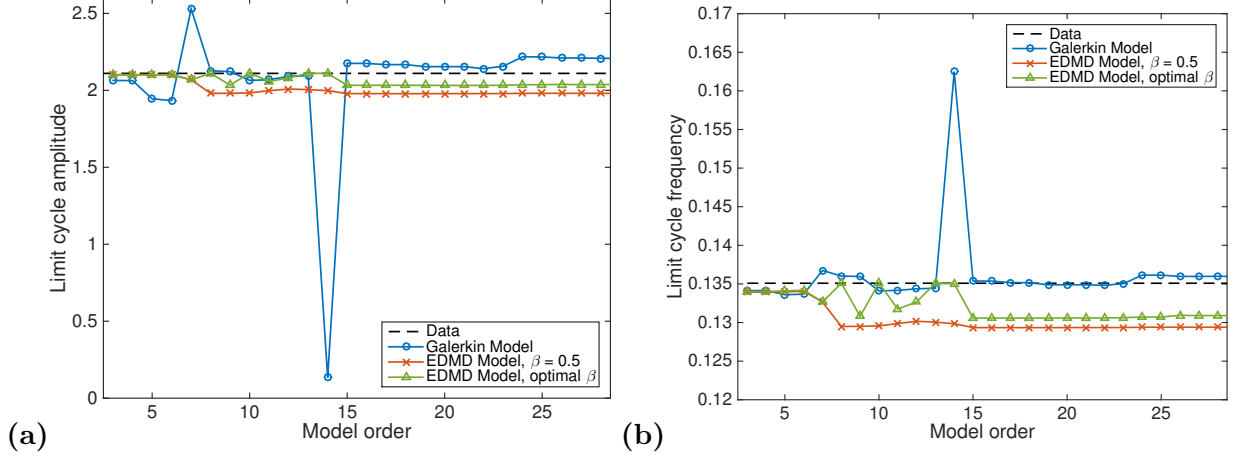 2.5
2
1.5
1
0.5
0
Limit cycle amplitude
Data
Galerkin Model
EDMD Model, β = 0.5
EDMD Model, optimal β
5
10
15
20
25
Model order
(a)
0.17
0.165
0.16
0.155
0.15
0.145
0.14
0.135
0.13
0.125
0.12
Limit cycle frequency
Data
Galerkin Model
EDMD Model, β = 0.5
EDMD Model, optimal β
5
10
15
20
25
Model order
(b)